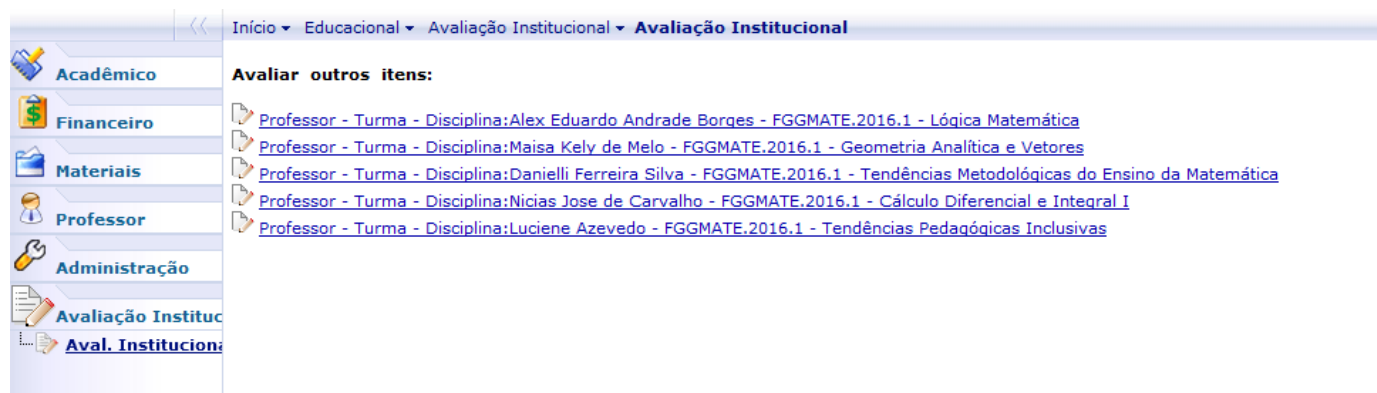 Início Educacional Avaliação Institucional Avaliação Institucional
Acadêmico
Financeiro
Materiais
Professor
Administração
Avaliação Instituc
Aval. Instituciona
Avaliar outros itens:
Professor - Turma - Disciplina:Alex Eduardo Andrade Borges - FGGMATE.2016.1 - Lógica Matemática
Professor - Turma - Disciplina:Maisa Kely de Melo - FGGMATE.2016.1 - Geometria Analítica e Vetores
Professor - Turma - Disciplina:Danielli Ferreira Silva - FGGMATE.2016.1 - Tendências Metodológicas do Ensino da Matemática
Professor - Turma - Disciplina:Nicias Jose de Carvalho - FGGMATE.2016.1 - Cálculo Diferencial e Integral I
Professor - Turma - Disciplina:Luciene Azevedo - FGGMATE.2016.1 - Tendências Pedagógicas Inclusivas